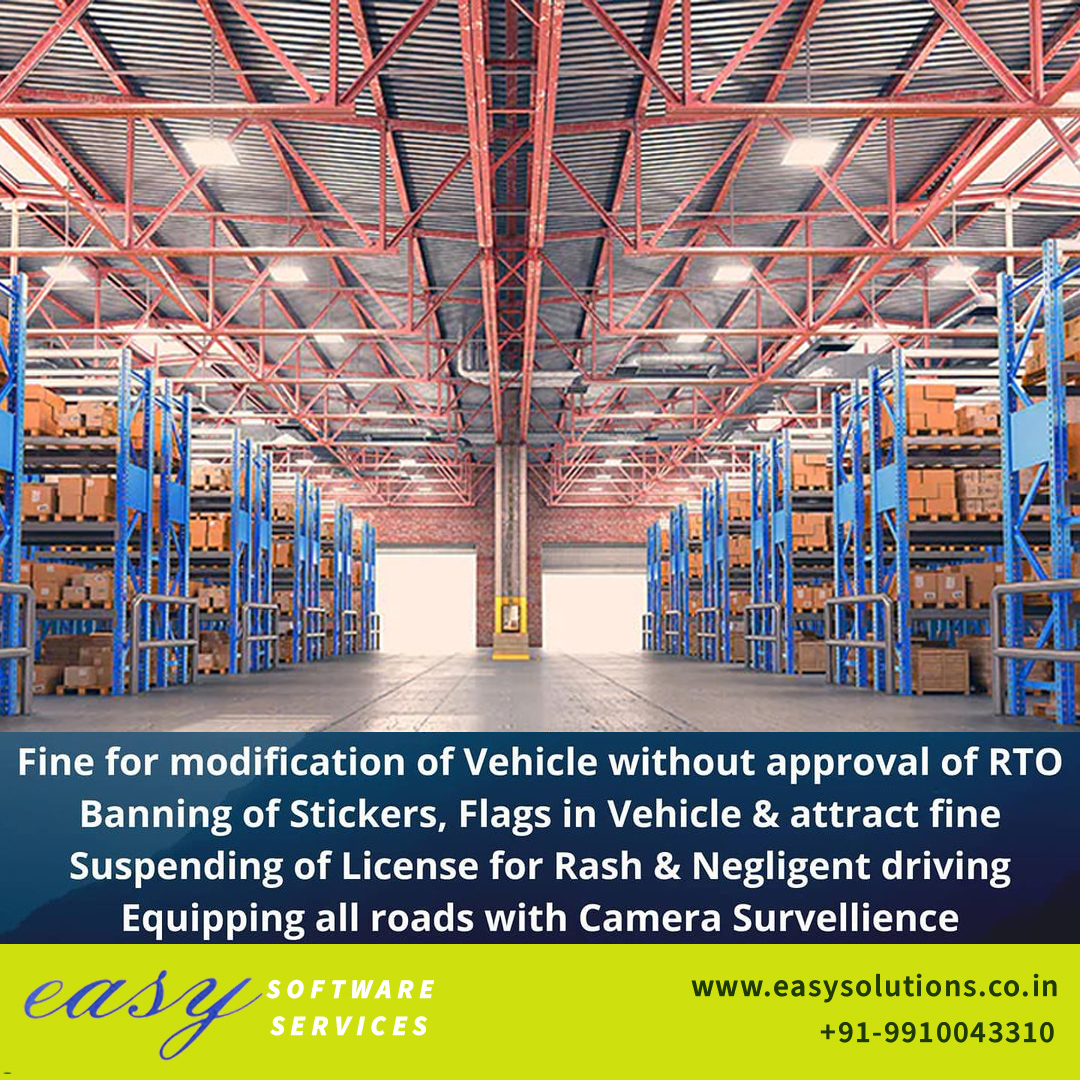 Fine for modification of Vehicle without approval of RTO
Banning of Stickers, Flags in Vehicle & attract fine
Suspending of License for Rash & Negligent driving
Equipping all roads with Camera Survellience
easy SOFTWARE
SERVICES
www.easysolutions.co.in
+91-9910043310